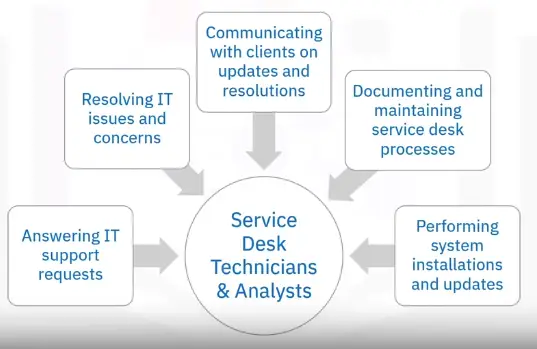 Communicating
with clients on
updates and
resolutions
Resolving IT
issues and
concerns
Documenting and
maintaining
service desk
processes
Answering IT
support
requests
Service
Desk
Technicians
& Analysts
Performing
system
installations
and updates